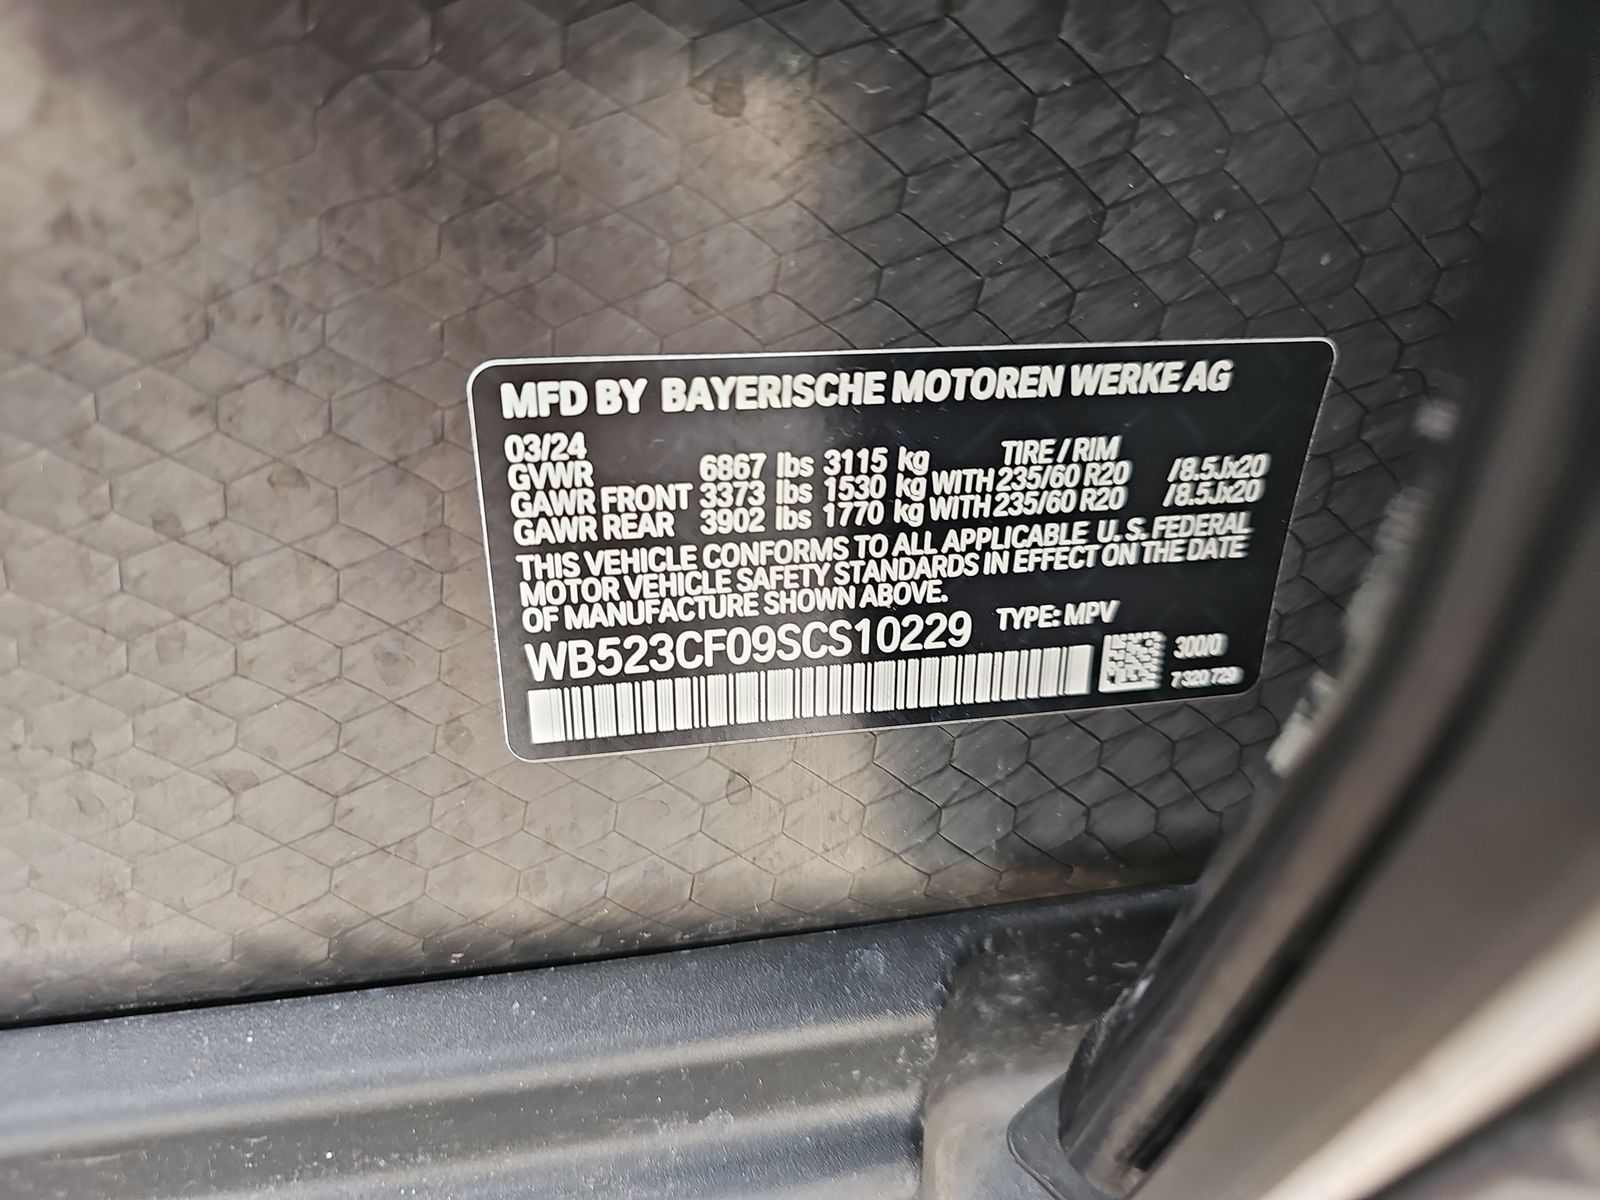 MFD BY BAYERISCHE MOTOREN WERKE AG
03/24 TIRE / RIM
GVWR 6867 lbs 3115 kg
GAWR FRONT 3373 lbs 1530 kg WITH 235/60 R20 /8.5Jx20
GAWR REAR 3902 lbs 1770 kg WITH 235/60 R20 /8.5Jx20
THIS VEHICLE CONFORMS TO ALL APPLICABLE U.S. FEDERAL
MOTOR VEHICLE SAFETY STANDARDS IN EFFECT ON THE DATE
OF MANUFACTURE SHOWN ABOVE.
WB523CF09SCS10229 TYPE: MPV
300/0
7 320 729